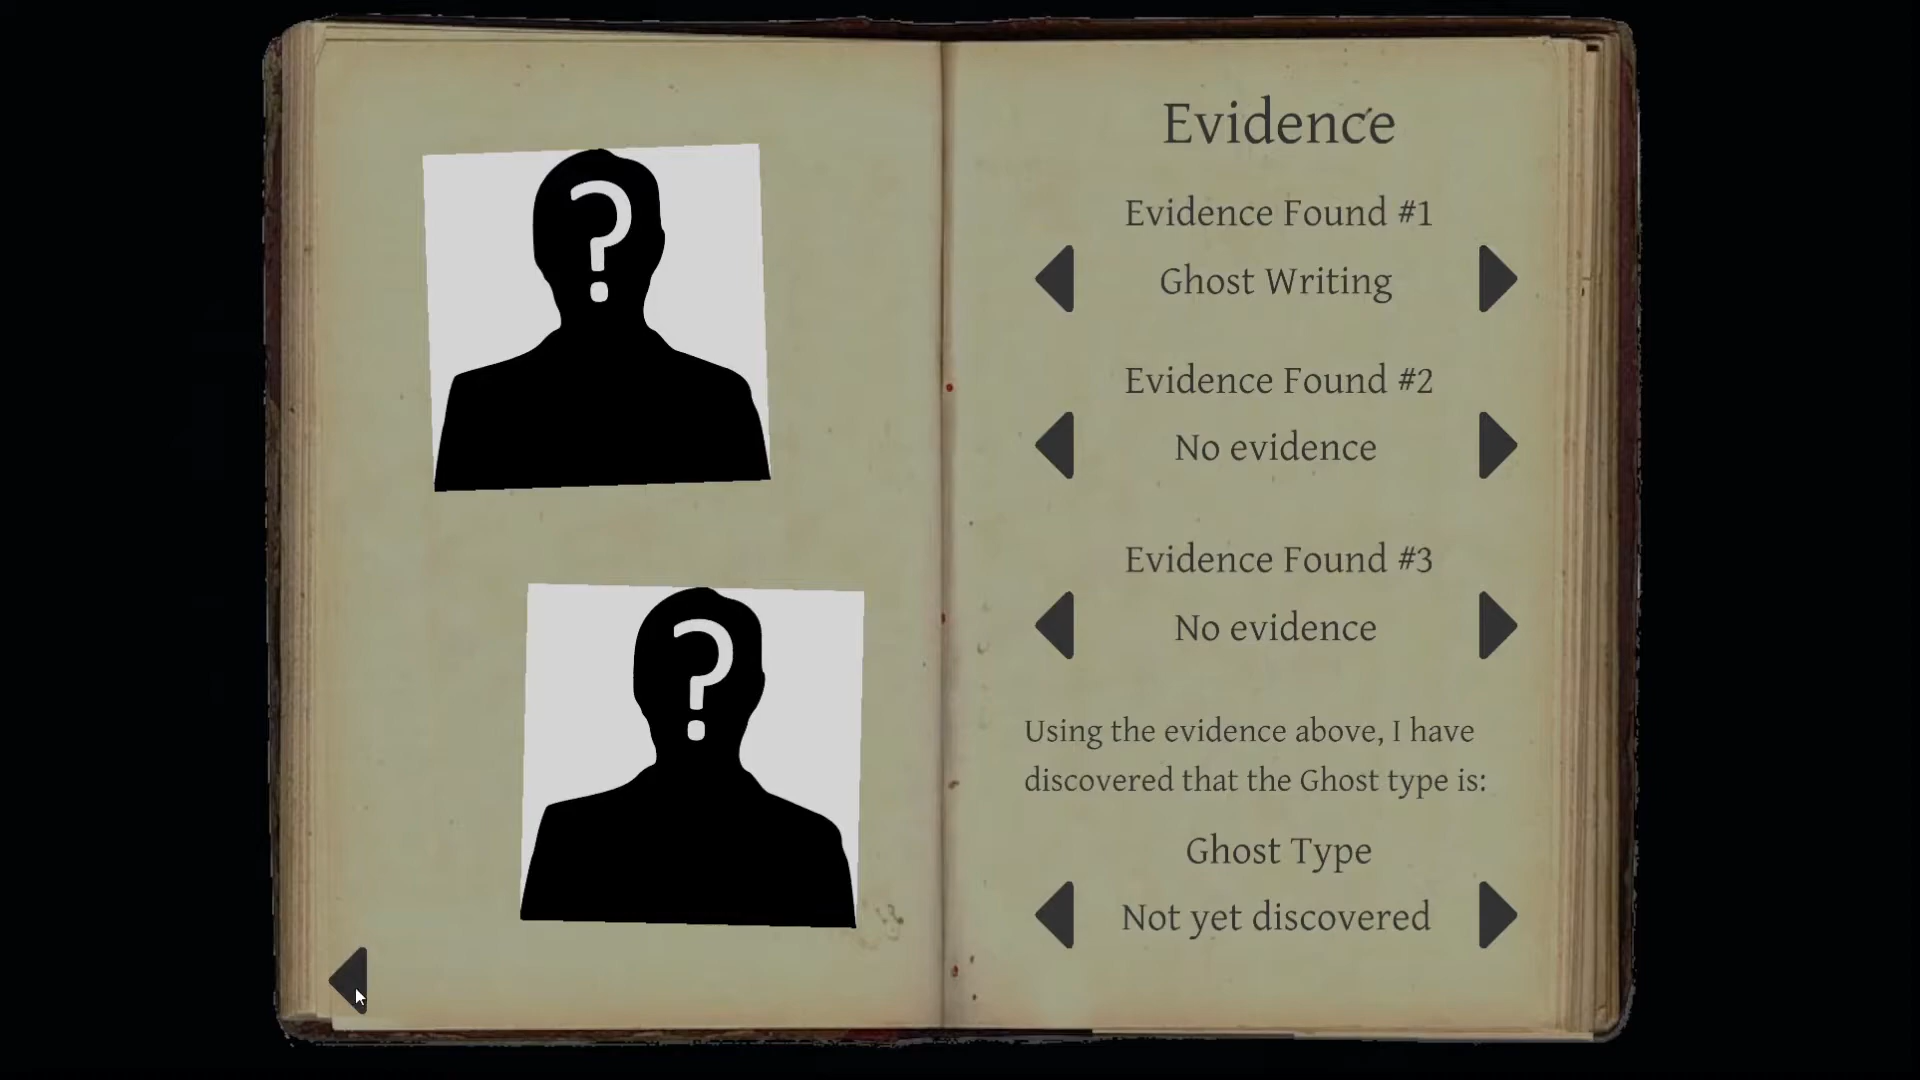 ?
?
Evidence
Evidence Found #1
Ghost Writing
Evidence Found #2
No evidence
Evidence Found #3
No evidence
Using the evidence above, I have
discovered that the Ghost type is:
Ghost Type
Not yet discovered